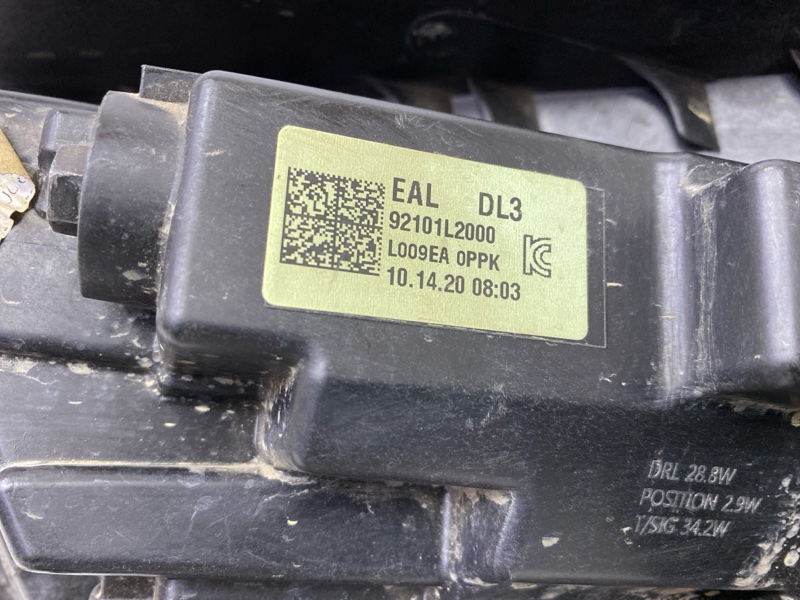 EAL DL3
92101L2000
L009EA 0PPK
10.14.20 08:03
DRL 28.8W
POSITION 2.9W
T/SIG 34.2W